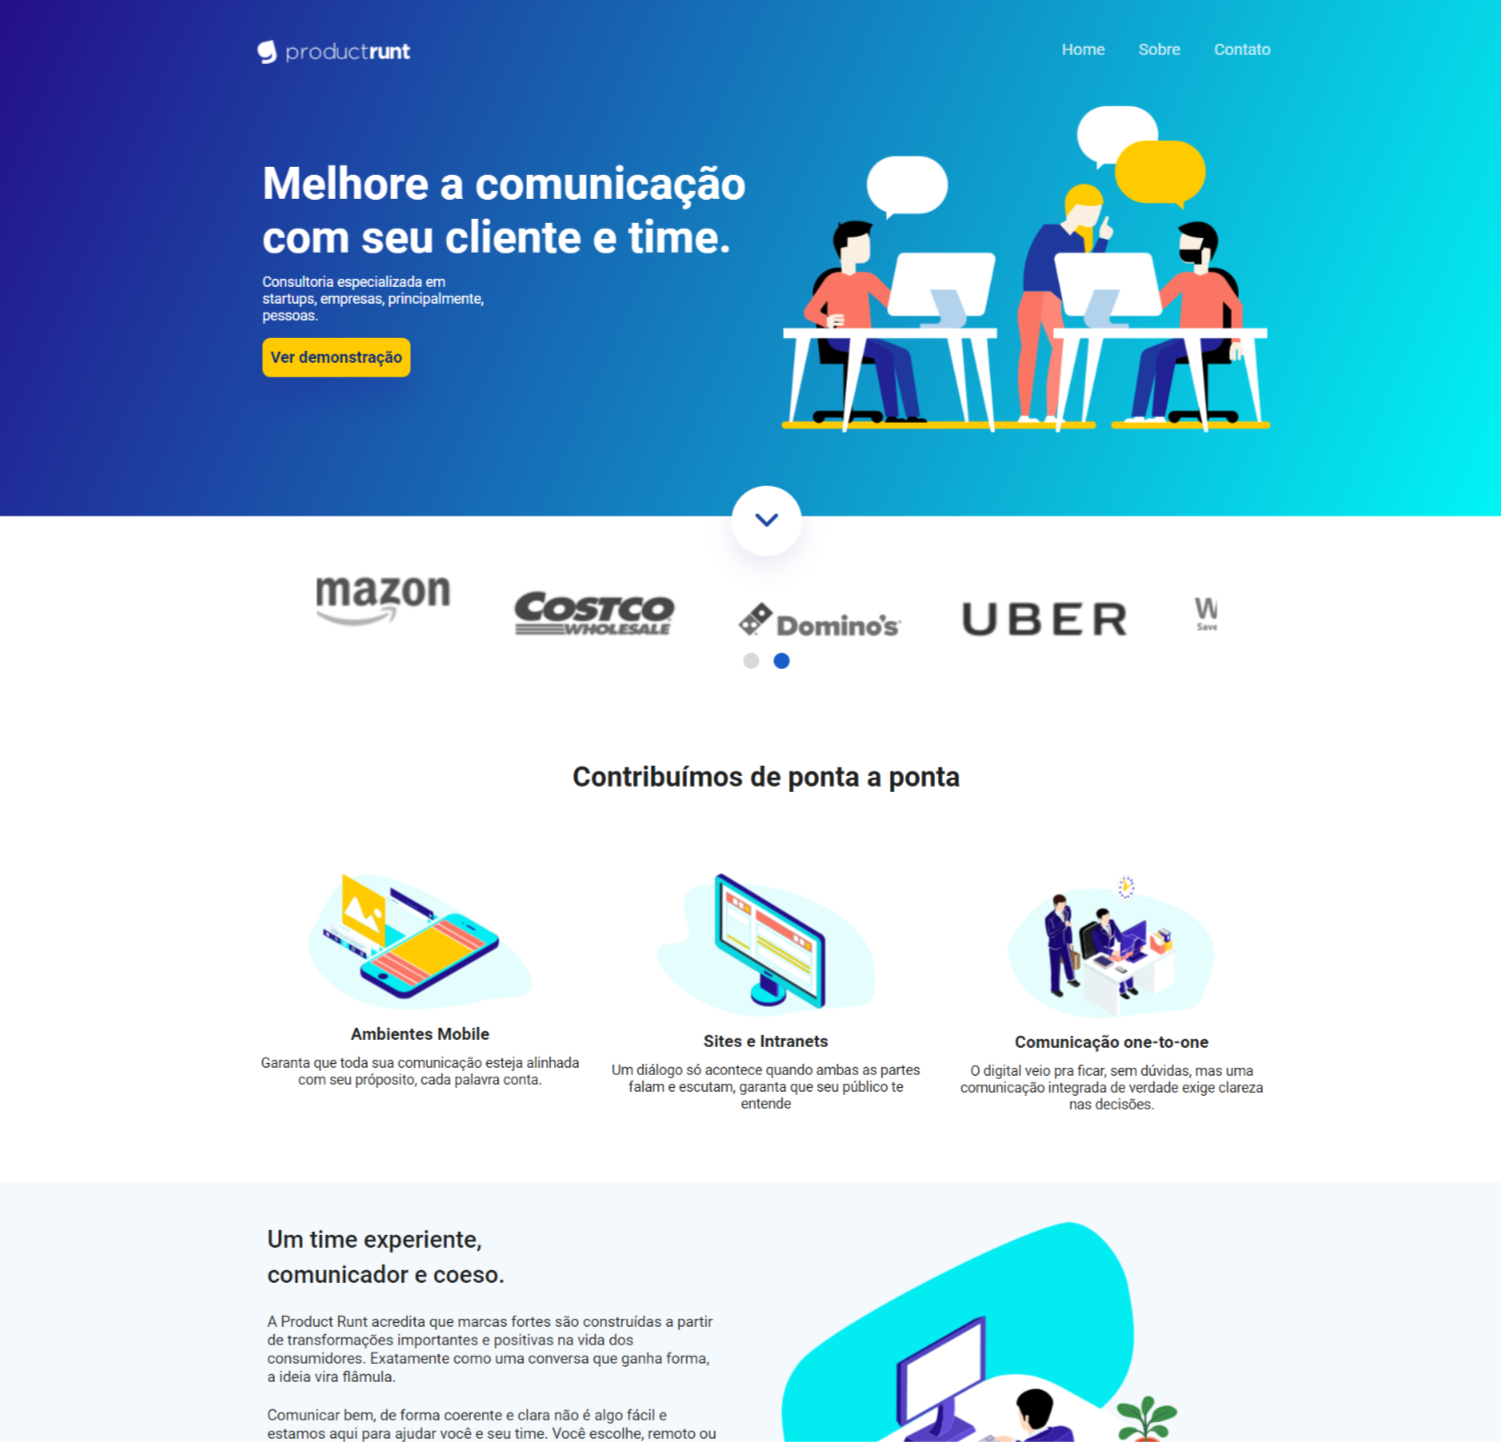 productrunt
Home Sobre Contato
Melhore a comunicação
com seu cliente e time.
Consultoria especializada em
startups, empresas, principalmente,
pessoas.
Ver demonstração
mazon
COSTCO
WHOLESALE
Domino's
UBER
W
Save
Contribuímos de ponta a ponta
Ambientes Mobile
Garanta que toda sua comunicação esteja alinhada
com seu próposito, cada palavra conta.
Sites e Intranets
Um diálogo só acontece quando ambas as partes
falam e escutam, garanta que seu público te
entende
Comunicação one-to-one
O digital veio pra ficar, sem dúvidas, mas uma
comunicação integrada de verdade exige clareza
nas decisões.
Um time experiente,
comunicador e coeso.
A Product Runt acredita que marcas fortes são construídas a partir
de transformações importantes e positivas na vida dos
consumidores. Exatamente como uma conversa que ganha forma,
a ideia vira flâmula.
Comunicar bem, de forma coerente e clara não é algo fácil e
estamos aqui para ajudar você e seu time. Você escolhe, remoto ou